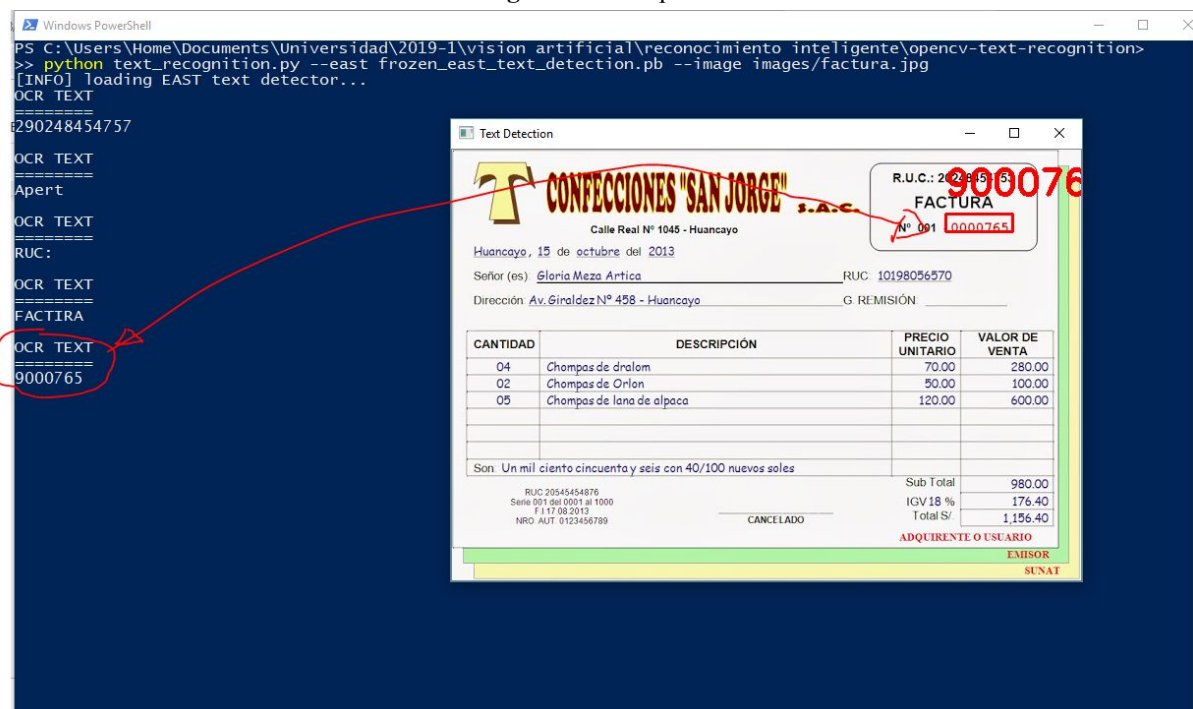 Windows PowerShell
PS C:\Users\Home\Documents\Universidad\2019-1\vision artificial\reconocimiento inteligente\opencv-text-recognition>
>> python text_recognition.py --east frozen_east_text_detection.pb --image images/factura.jpg
[INFO] loading EAST text detector...
OCR TEXT
========
290248454757
OCR TEXT
========
Apert
OCR TEXT
========
RUC:
OCR TEXT
========
FACTIRA
OCR TEXT
========
9000765
Text Detection
T CONFECCIONES "SAN JORGE" S.A.C.
Calle Real Nº 1045 - Huancayo
R.U.C.:
900076
FACTURA
Nº 001 0000765
Huancayo, 15 de octubre del 2013
Señor (es): Gloria Meza Artica RUC: 10198056570
Dirección: Av. Giraldez Nº 458 - Huancayo G. REMISIÓN:
CANTIDAD DESCRIPCIÓN PRECIO UNITARIO VALOR DE VENTA
04 Chompas de dralom 70.00 280.00
02 Chompas de Orlon 50.00 100.00
05 Chompas de lana de alpaca 120.00 600.00
Son: Un mil ciento cincuenta y seis con 40/100 nuevos soles
Sub Total 980.00
IGV 18 % 176.40
Total S/. 1,156.40
RUC 20545454876
Serie 001 del 0001 al 1000
F.I 17.08.2013
NRO. AUT. 0123456789
CANCELADO
ADQUIRENTE O USUARIO
EMISOR
SUNAT